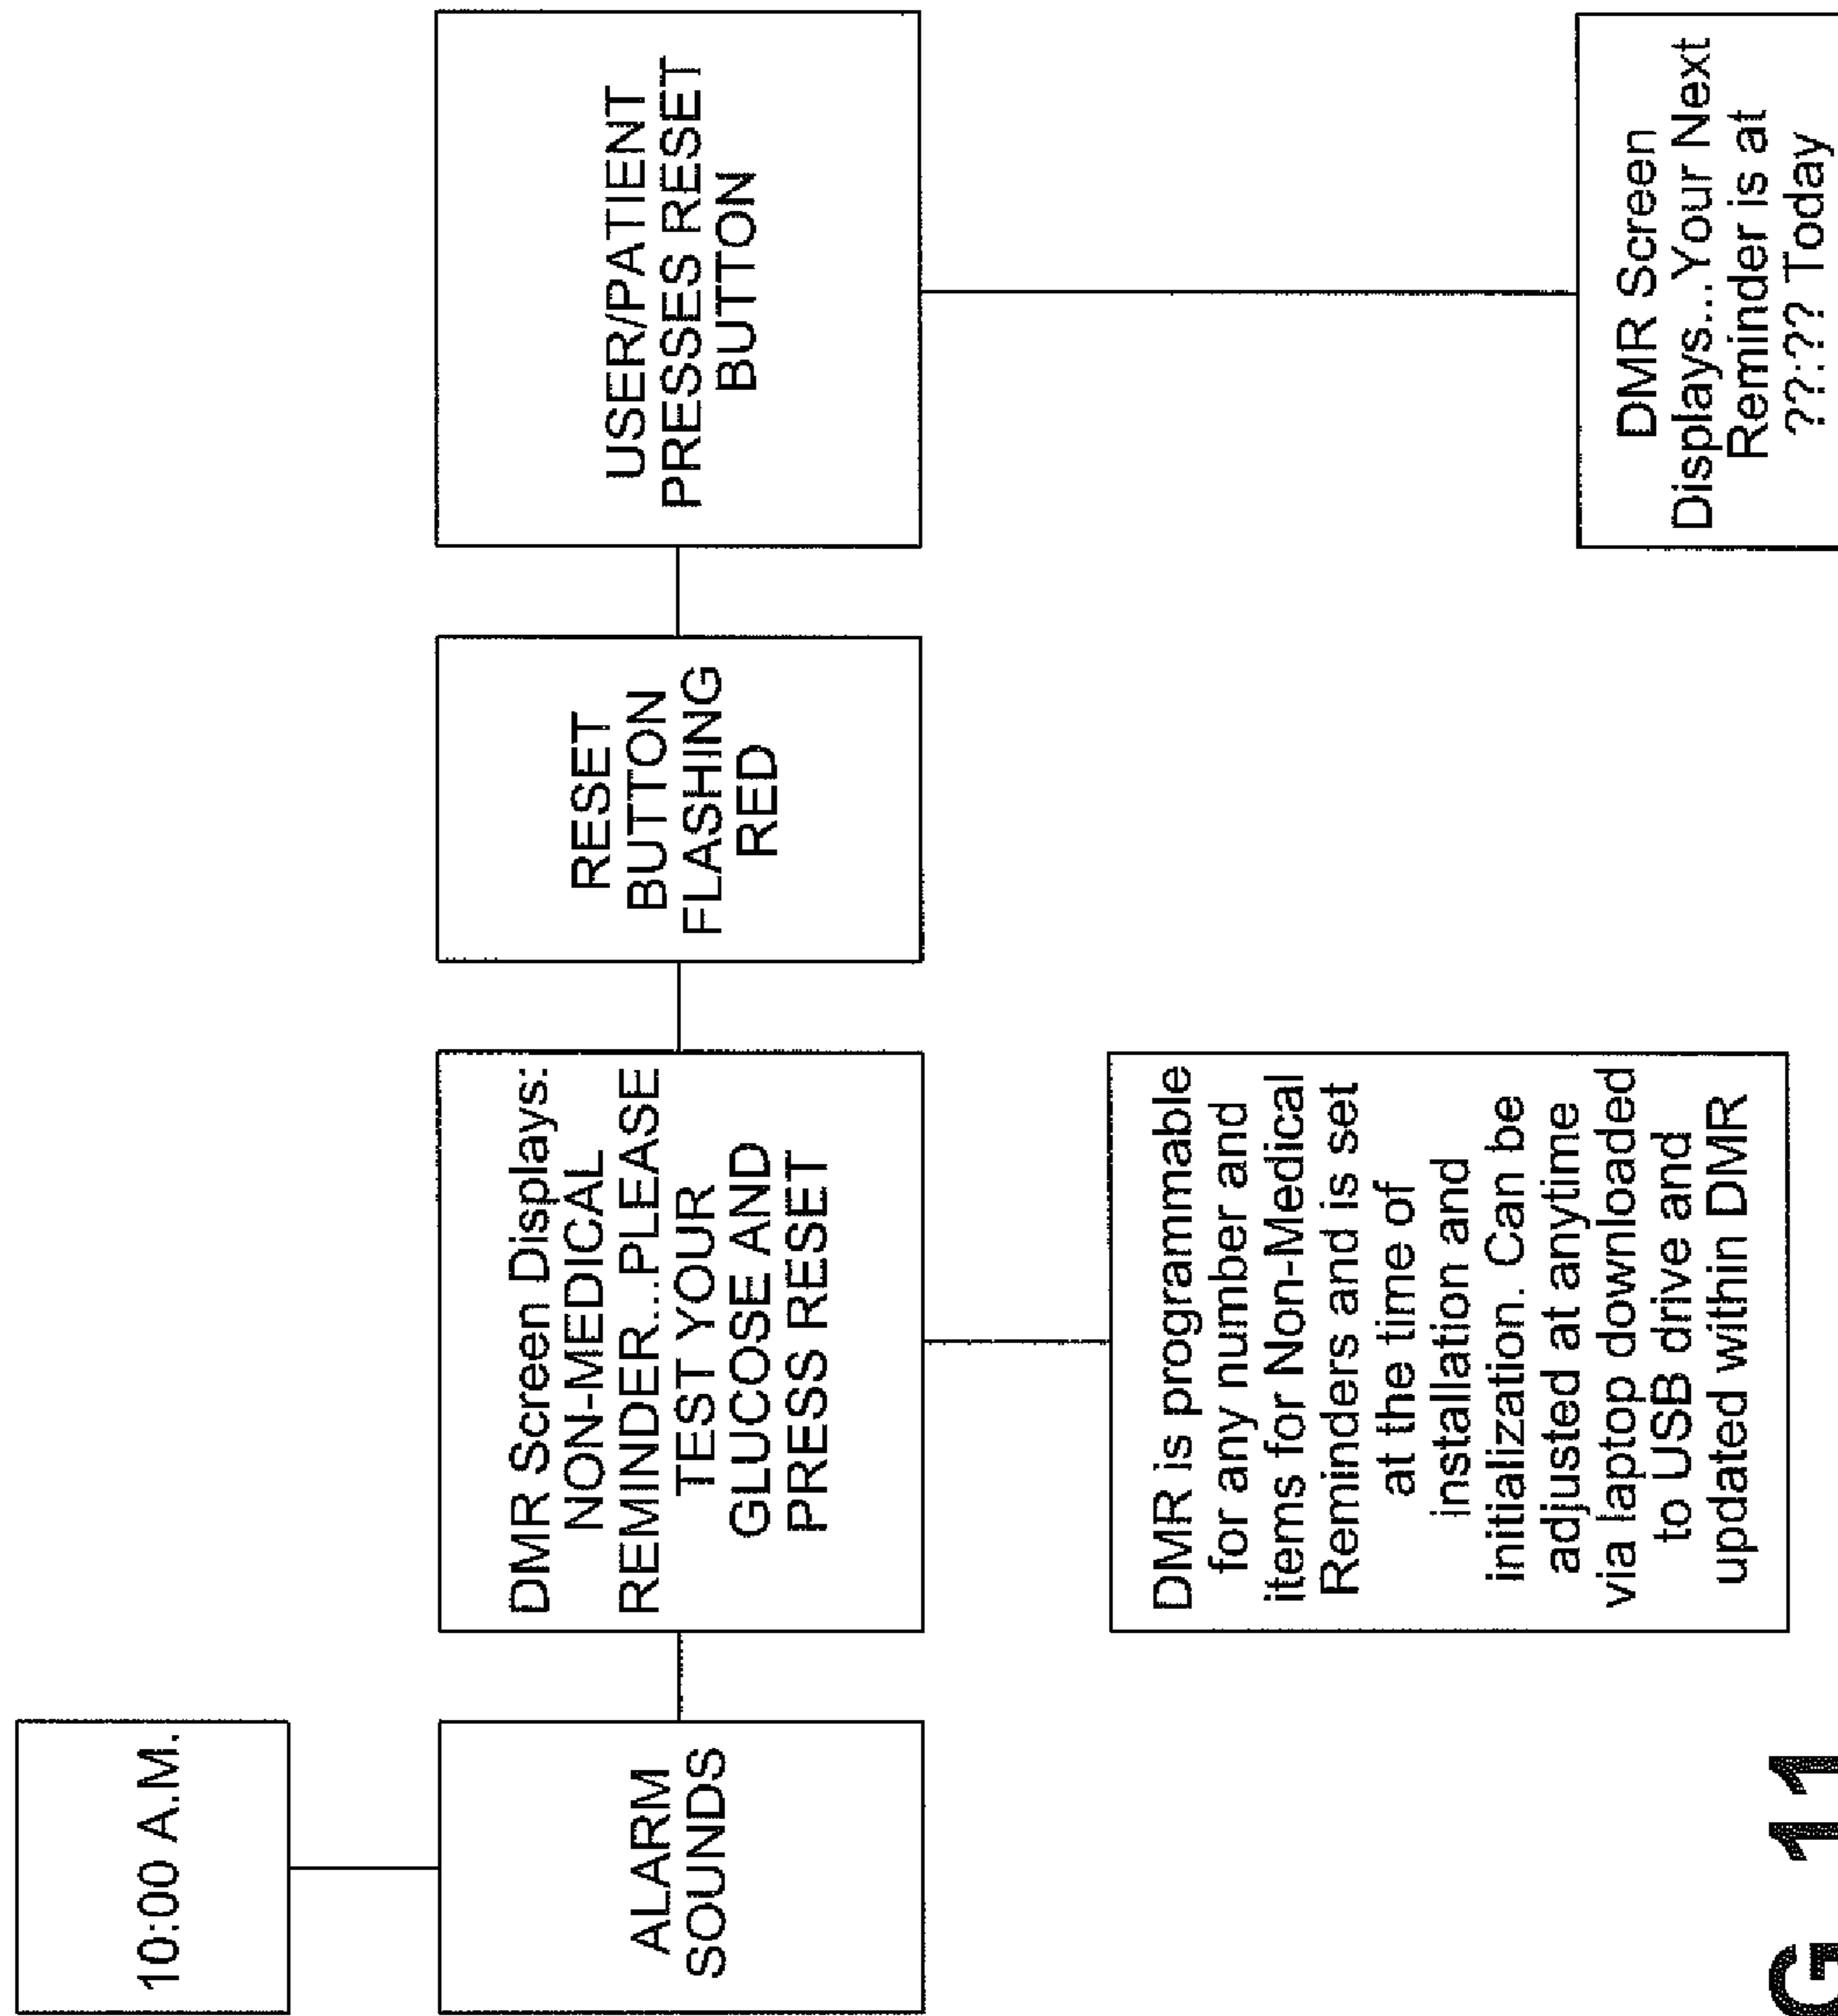 10:00 A.M.
ALARM
SOUNDS
DMR Screen Displays:
NON-MEDICAL
REMINDER...PLEASE
TEST YOUR
GLUCOSE AND
PRESS RESET
RESET
BUTTON
FLASHING
RED
USER/PATIENT
PRESSES RESET
BUTTON
DMR is programmable
for any number and
items for Non-Medical
Reminders and is set
at the time of
installation and
initialization. Can be
adjusted at anytime
via laptop downloaded
to USB drive and
updated within DMR
DMR Screen
Displays...Your Next
Reminder is at
??:?? Today
G 11